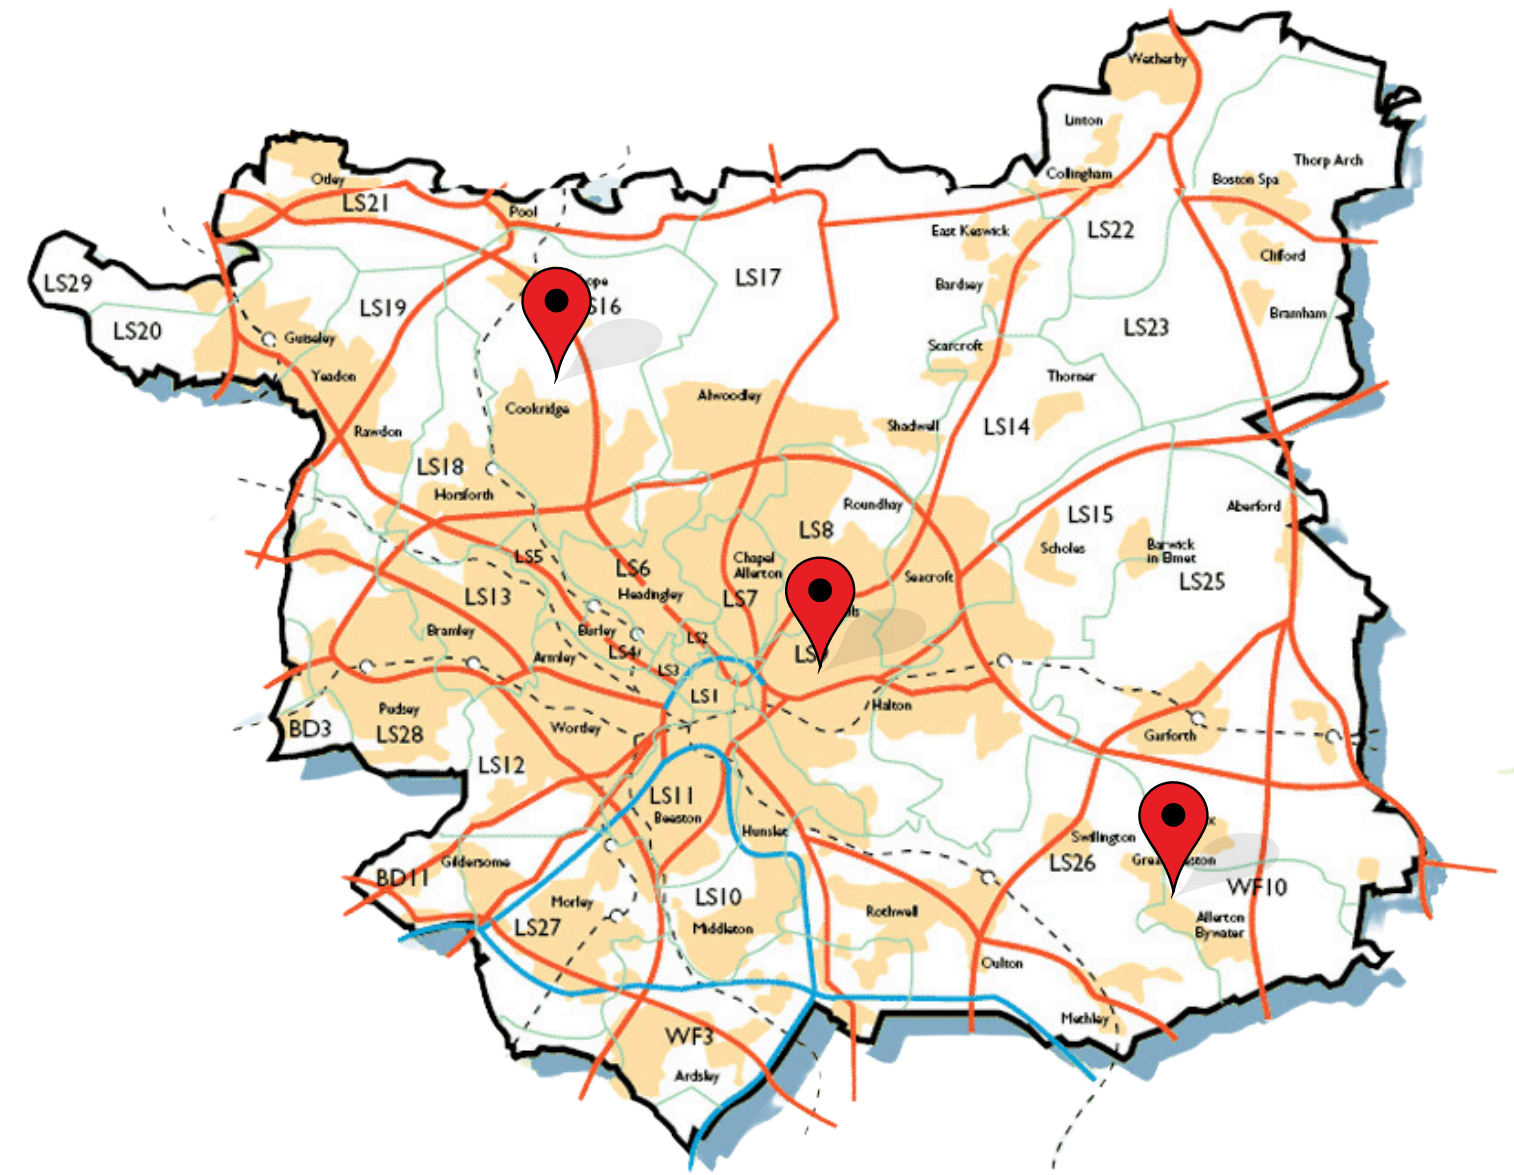 Wetherby
Linton
Thorp Arch
Collingham
Boston Spa
Otley
LS21
Pool
East Keswick
LS22
Clifford
LS29
LS17
Bardsey
LS19
LS20
Bramham
LS23
Guiseley
Scarcroft
Yeadon
Thorner
Alwoodley
Cookridge
Shadwell
LS14
Rawdon
LS18
Horsforth
Roundhay
Aberford
LS15
LS8
Scholes
Barwick
in Elmet
LS5
Chapel
Allerton
LS6
Seacroft
LS25
LS13
Headingley
LS7
Bramley
Burley
LS2
LS4
Armley
LS3
LS1
Pudsey
Halton
BD3
LS28
Wortley
Garforth
LS12
LS11
Beeston
Hunslet
Swillington
Gildersome
LS26
BD11
WF10
LS10
Morley
Rothwell
Allerton
Bywater
LS27
Middleton
Oulton
Methley
WF3
Ardsley